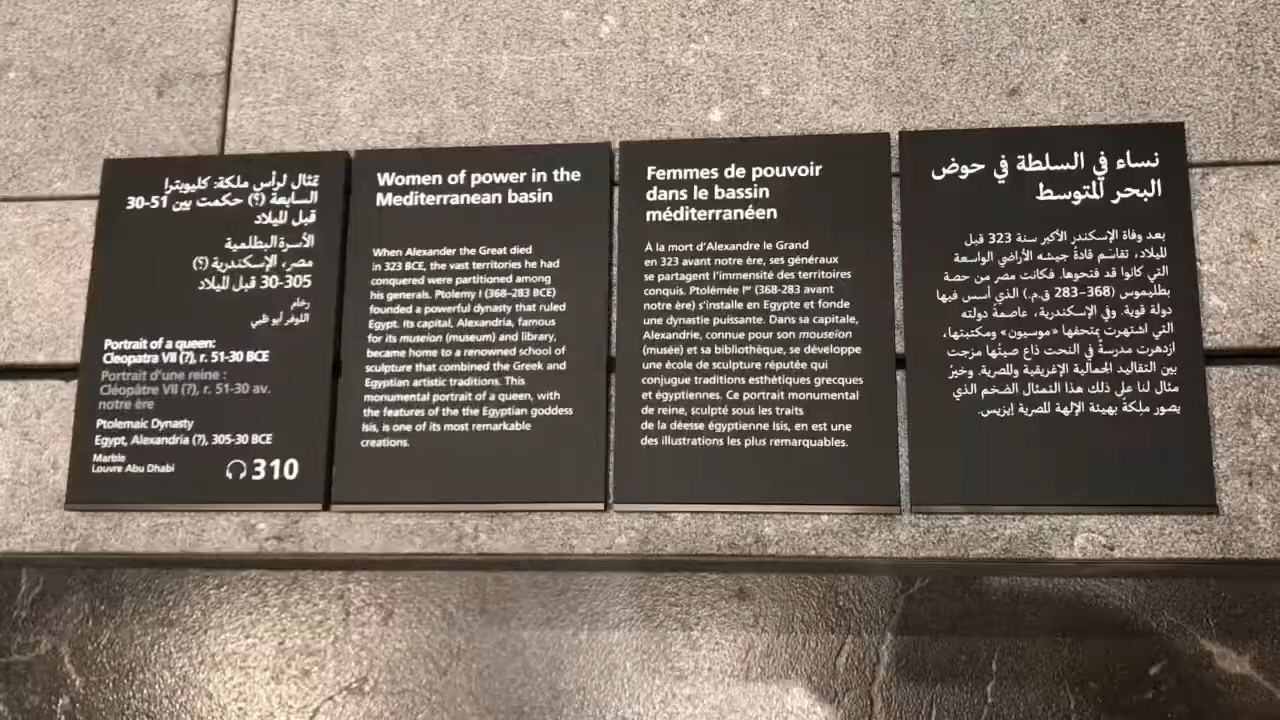 تمثال لرأس ملكة: كليوبترا
السابعة (؟) حكمت بين 51-30
قبل للميلاد
الأسرة البطلمية
مصر، الإسكندرية (؟)
305-30 قبل للميلاد
رخام
اللوفر أبوظبي
Portrait of a queen:
Cleopatra VII (?), r. 51-30 BCE
Portrait d'une reine :
Cléopâtre VII (?), r. 51-30 av.
notre ère
Ptolemaic Dynasty
Egypt, Alexandria (?), 305-30 BCE
Marble
Louvre Abu Dhabi
310
Women of power in the
Mediterranean basin
When Alexander the Great died
in 323 BCE, the vast territories he had
conquered were partitioned among
his generals. Ptolemy I (368–283 BCE)
founded a powerful dynasty that ruled
Egypt. Its capital, Alexandria, famous
for its museion (museum) and library,
became home to a renowned school of
sculpture that combined the Greek and
Egyptian artistic traditions. This
monumental portrait of a queen, with
the features of the the Egyptian goddess
Isis, is one of its most remarkable
creations.
Femmes de pouvoir
dans le bassin
méditerranéen
À la mort d'Alexandre le Grand
en 323 avant notre ère, ses généraux
se partagent l'immensité des territoires
conquis. Ptolémée Iᵉʳ (368-283 avant
notre ère) s'installe en Egypte et fonde
une dynastie puissante. Dans sa capitale,
Alexandrie, connue pour son mouseîon
(musée) et sa bibliothèque, se développe
une école de sculpture réputée qui
conjugue traditions esthétiques grecques
et égyptiennes. Ce portrait monumental
de reine, sculpté sous les traits
de la déesse égyptienne Isis, en est une
des illustrations les plus remarquables.
نساء في السلطة في حوض
البحر المتوسط
بعد وفاة الإسكندر الأكبر سنة 323 قبل
للميلاد، تقاسَم قادةُ جيشه الأراضي الواسعة
التي كانوا قد فتحوها. فكانت مصر من حصة
بطليموس (368–283 ق.م.) الذي أسس فيها
دولة قوية. وفي الإسكندرية، عاصمة دولته
التي اشتهرت بمتحفها «موسيون» ومكتبتها،
ازدهرت مدرسةٌ في النحت ذاع صيتُها مزجت
بين التقاليد الجمالية الإغريقية والمصرية. وخيرُ
مثال لنا على ذلك هذا التمثال الضخم الذي
يصور ملكةً بهيئة الإلهة المصرية إيزيس.